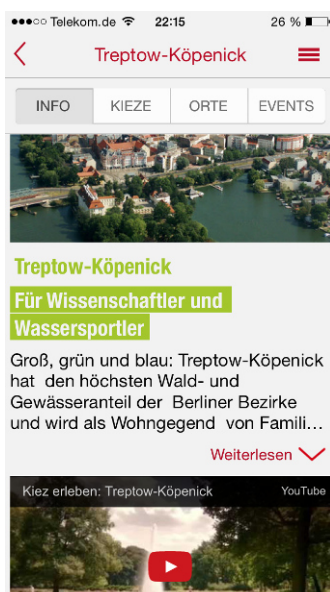 Telekom.de 22:15 26 %
Treptow-Köpenick
INFO KIEZE ORTE EVENTS
Treptow-Köpenick
Für Wissenschaftler und
Wassersportler
Groß, grün und blau: Treptow-Köpenick
hat den höchsten Wald- und
Gewässeranteil der Berliner Bezirke
und wird als Wohngegend von Famili...
Weiterlesen
Kiez erleben: Treptow-Köpenick YouTube